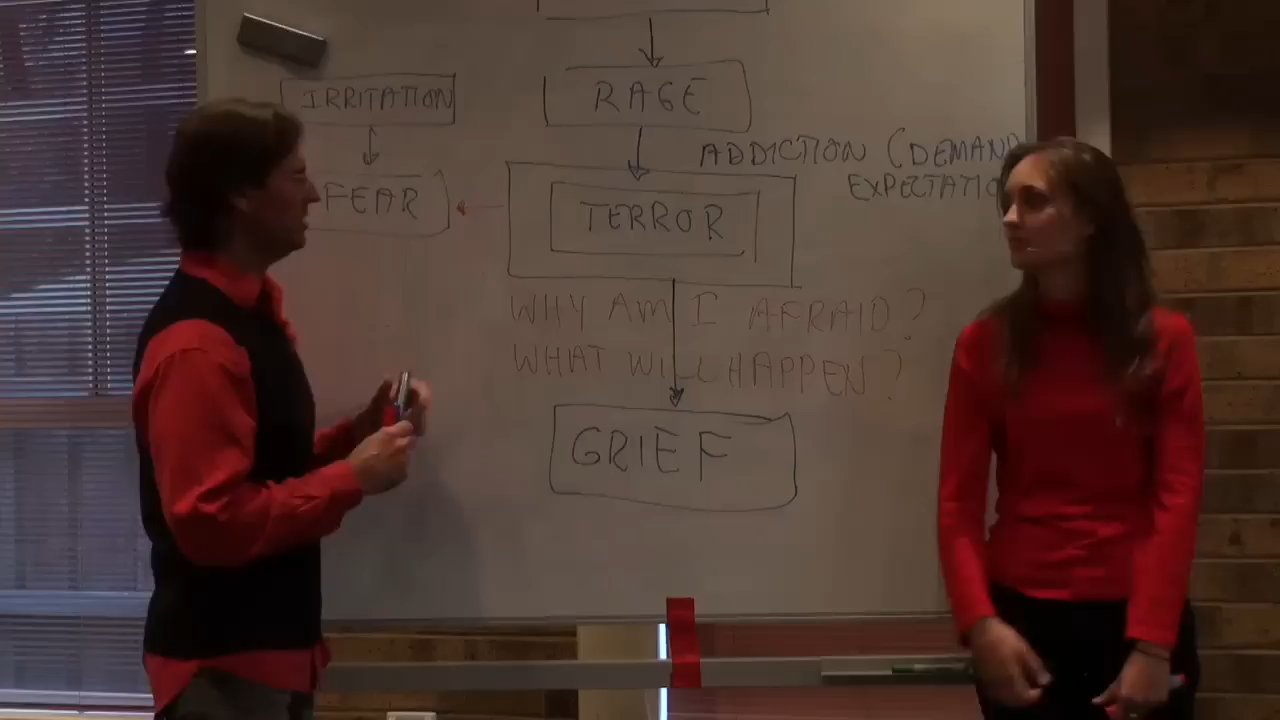 IRRITATION
RAGE
ADDICTION (DEMAND
EXPECTATIO
FEAR
TERROR
WHY AM I AFRAID?
WHAT WILL HAPPEN?
GRIEF